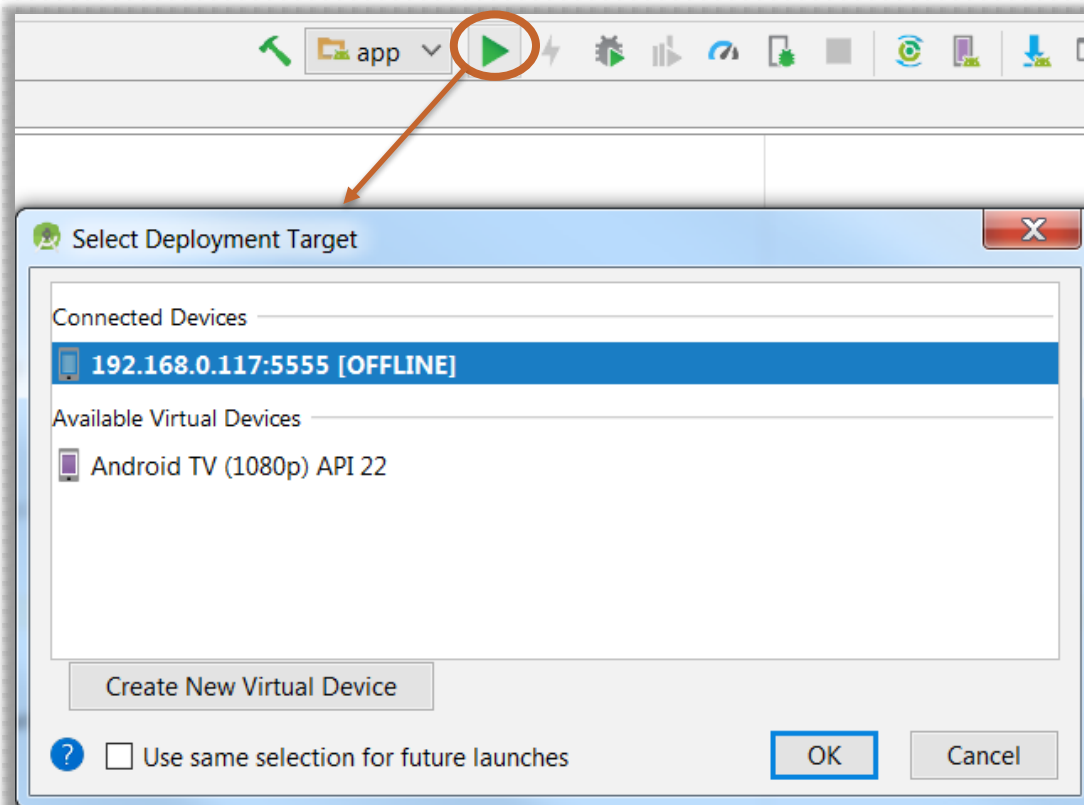 app
Select Deployment Target
X
Connected Devices
192.168.0.117:5555 [OFFLINE]
Available Virtual Devices
Android TV (1080p) API 22
Create New Virtual Device
? Use same selection for future launches
OK Cancel